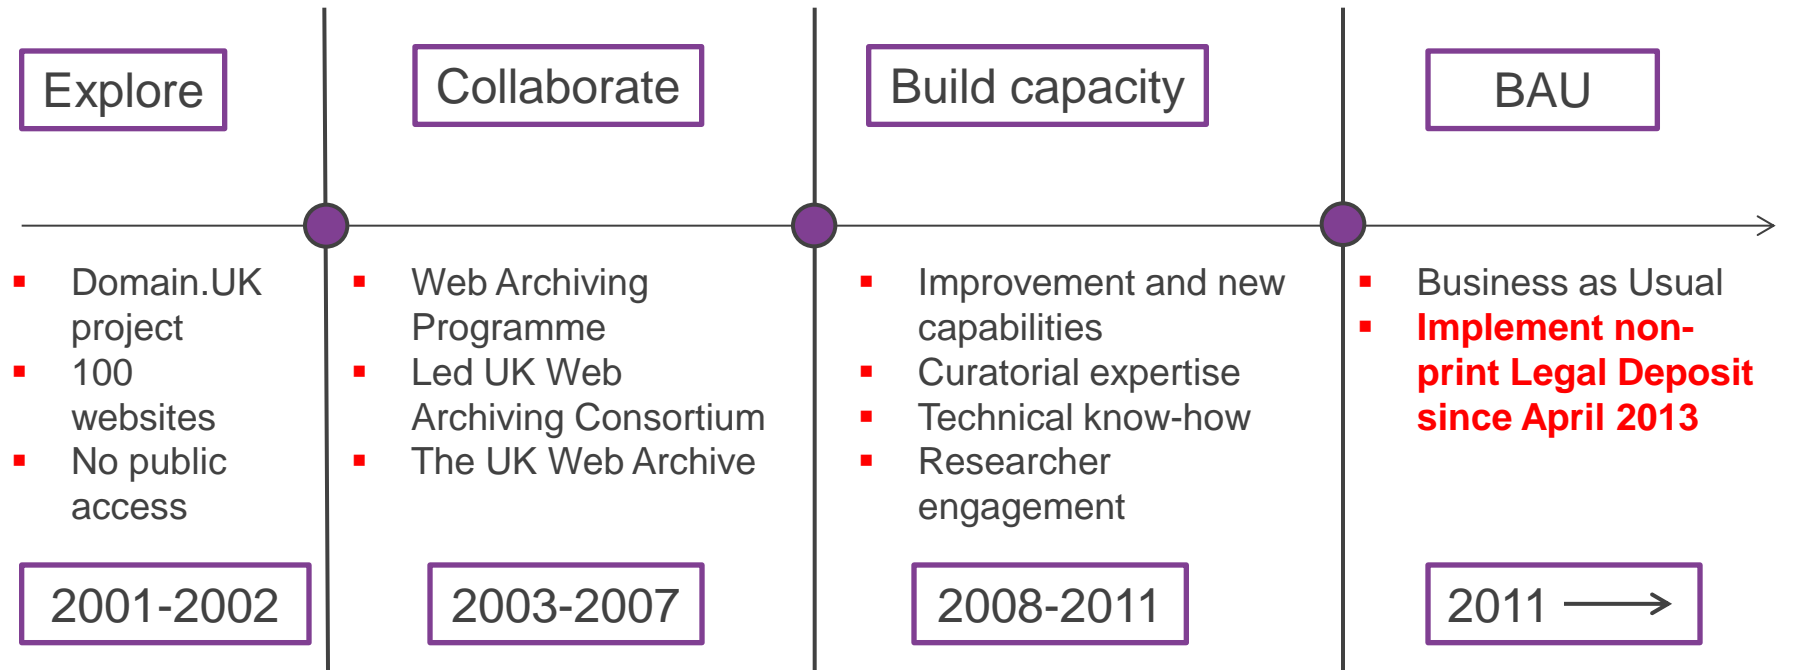 Explore
Collaborate
Build capacity
BAU
▪ Domain.UK
project
▪ 100
websites
▪ No public
access
▪ Web Archiving
Programme
▪ Led UK Web
Archiving Consortium
▪ The UK Web Archive
▪ Improvement and new
capabilities
▪ Curatorial expertise
▪ Technical know-how
▪ Researcher
engagement
▪ Business as Usual
▪ Implement non-
print Legal Deposit
since April 2013
2001-2002
2003-2007
2008-2011
2011